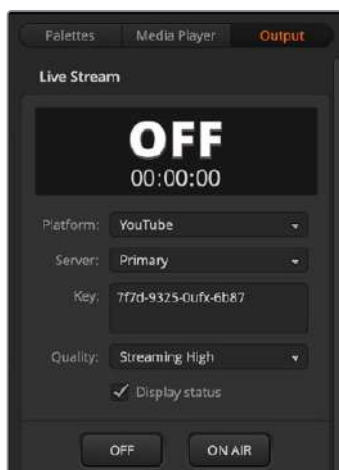 Palettes Media Player Output
Live Stream
OFF
00:00:00
Platform: YouTube
Server: Primary
Key: 7f7d-9325-0ufx-6b87
Quality: Streaming High
Display status
OFF ON AIR